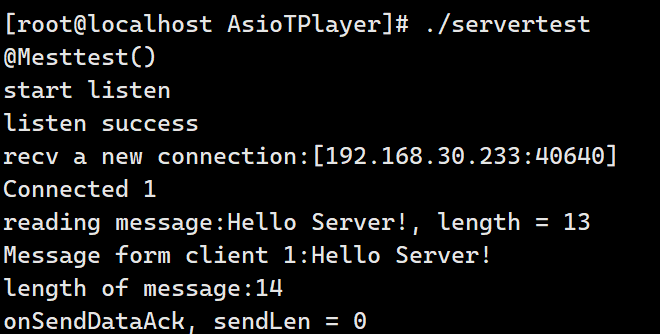 [root@localhost AsioTPlayer]# ./servertest
@Mesttest()
start listen
listen success
recv a new connection:[192.168.30.233:40640]
Connected 1
reading message:Hello Server!, length = 13
Message form client 1:Hello Server!
length of message:14
onSendDataAck, sendLen = 0